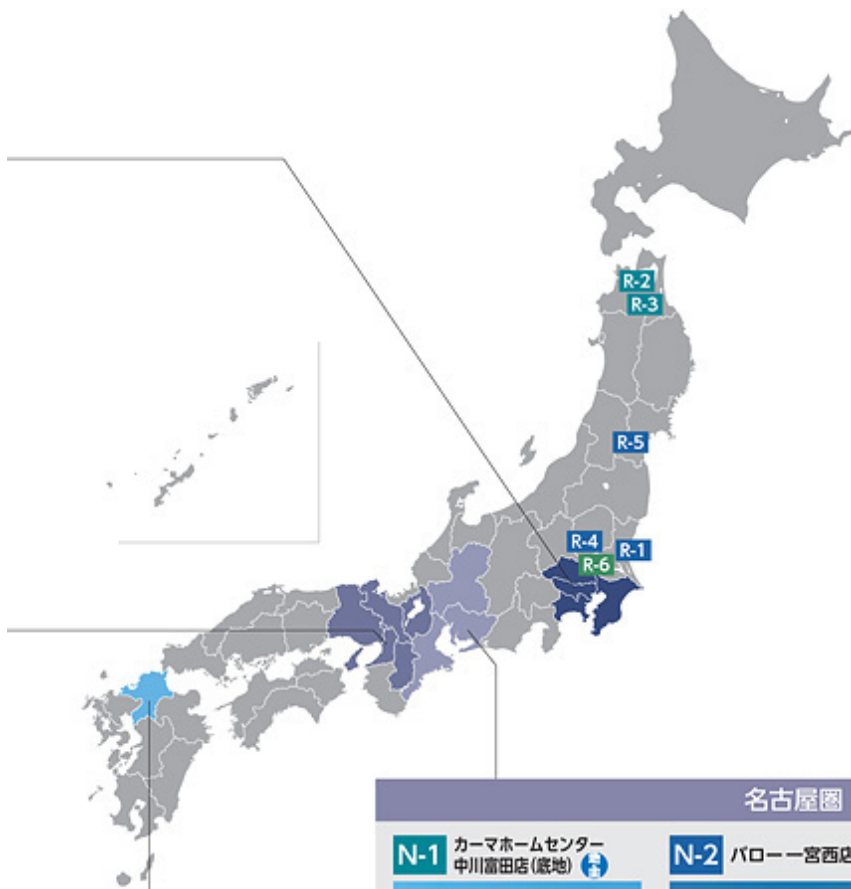 R-2
R-3
R-5
R-4
R-1
R-6
名古屋圏
N-1 カーマホームセンター
中川富田店(底地)
N-2 バロー一宮西店